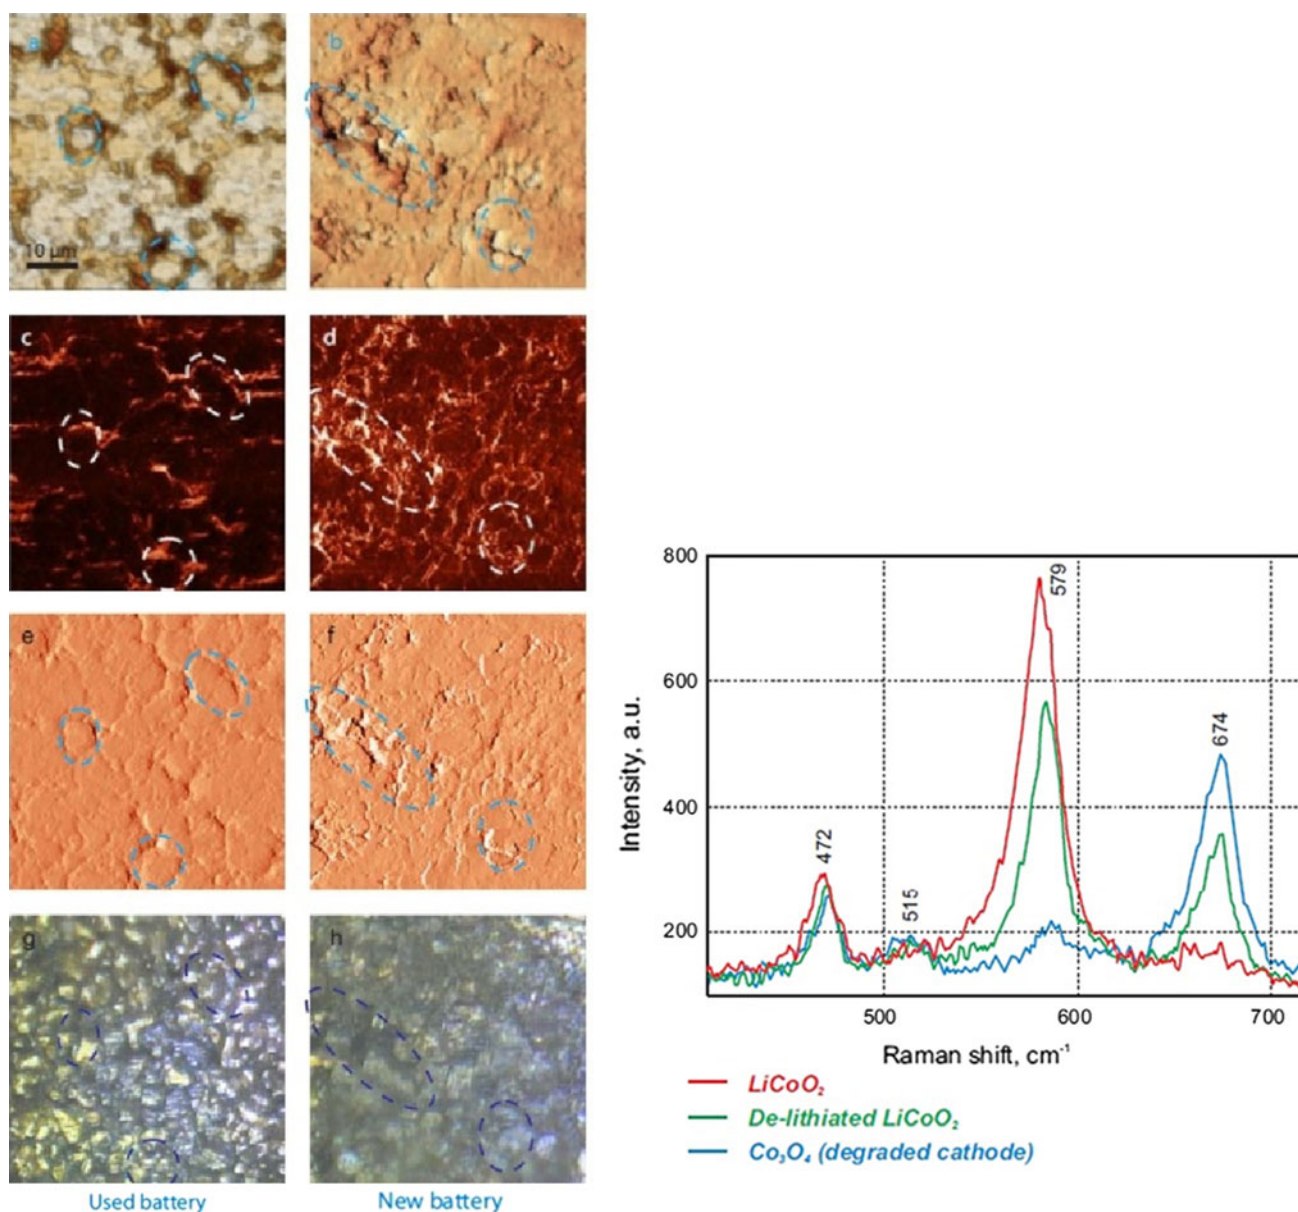 a
b
10 µm
c
d
e
f
g
h
Used battery
New battery
800
600
400
200
Intensity, a.u.
472
515
579
674
500
600
700
Raman shift, cm⁻¹
LiCoO₂
De-lithiated LiCoO₂
Co₃O₄ (degraded cathode)